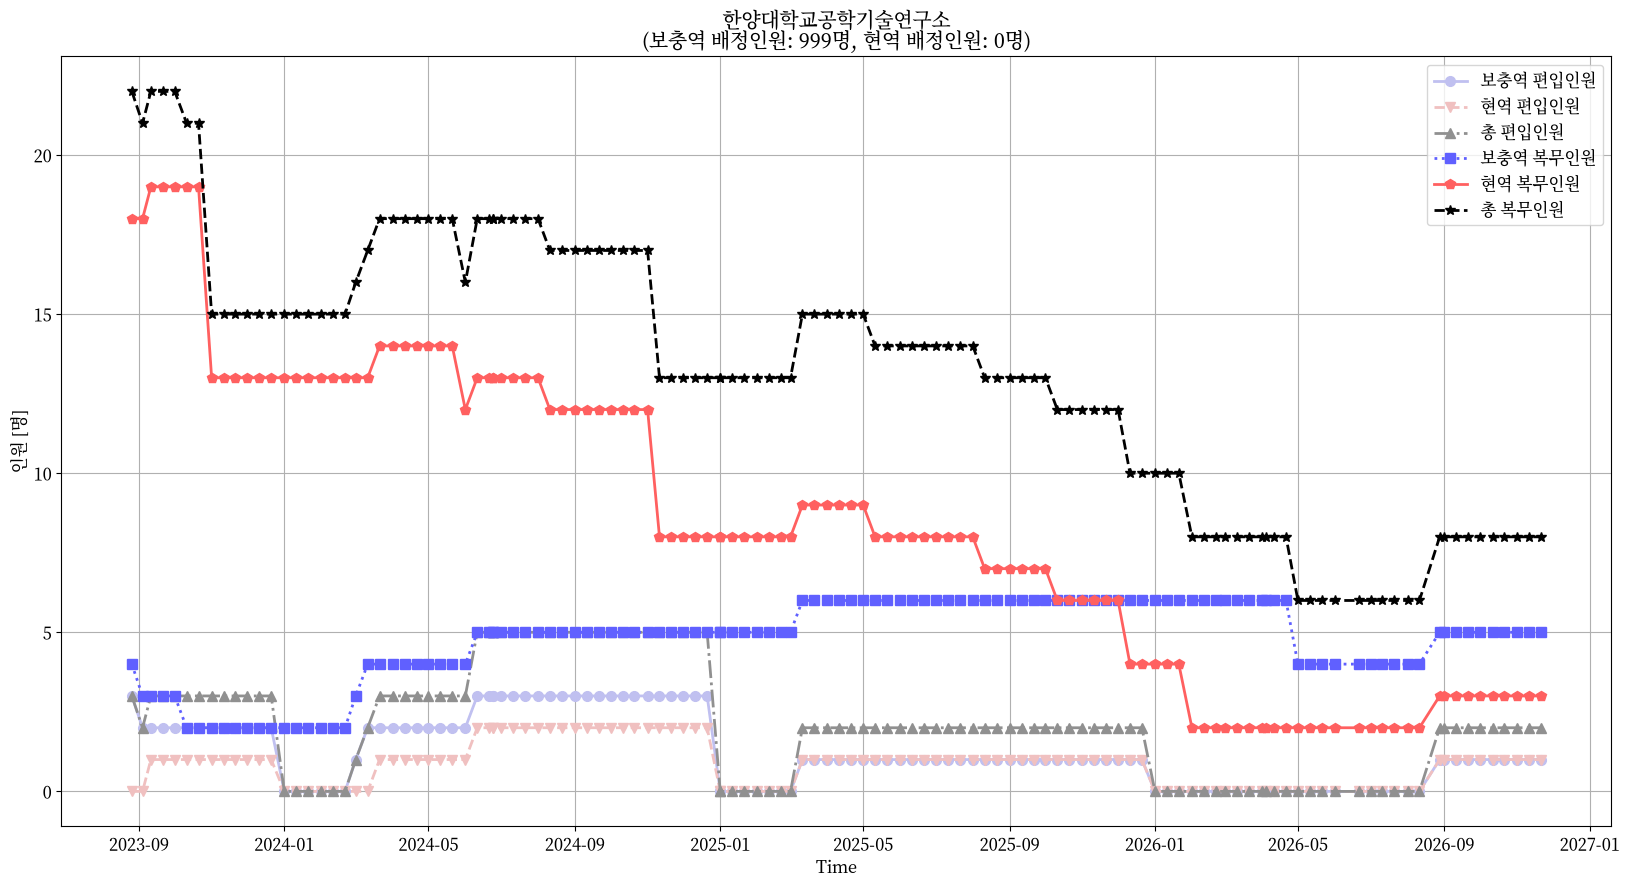 한양대학교공학기술연구소
(보충역 배정인원: 999명, 현역 배정인원: 0명)
보충역 편입인원
현역 편입인원
총 편입인원
보충역 복무인원
현역 복무인원
총 복무인원
인원 [명]
20
15
10
5
0
2023-09
2024-01
2024-05
2024-09
2025-01
2025-05
2025-09
2026-01
2026-05
2026-09
2027-01
Time